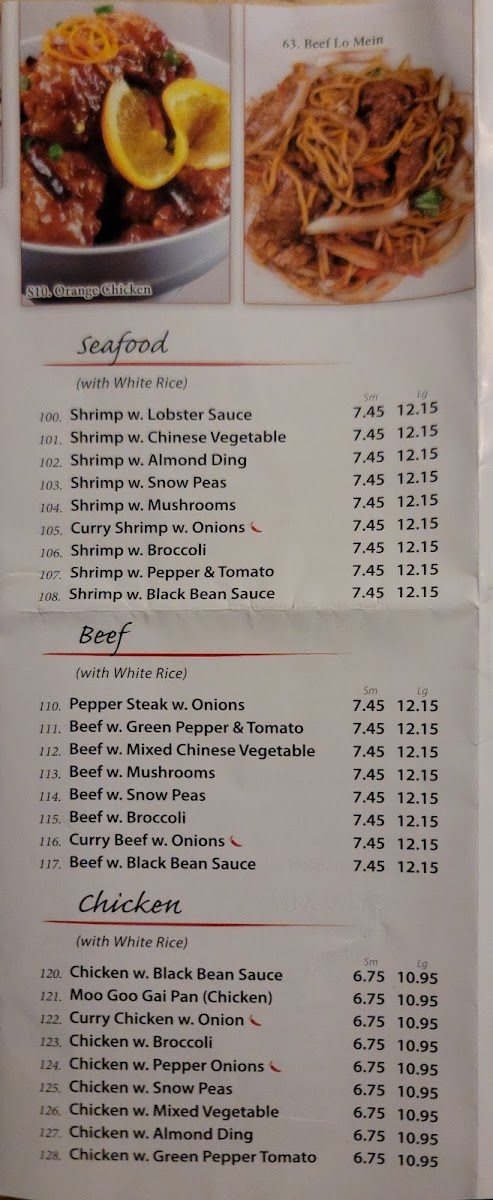 63. Beef Lo Mein
S10. Orange Chicken
Seafood
(with White Rice)
Sm Lg
100. Shrimp w. Lobster Sauce 7.45 12.15
101. Shrimp w. Chinese Vegetable 7.45 12.15
102. Shrimp w. Almond Ding 7.45 12.15
103. Shrimp w. Snow Peas 7.45 12.15
104. Shrimp w. Mushrooms 7.45 12.15
105. Curry Shrimp w. Onions 7.45 12.15
106. Shrimp w. Broccoli 7.45 12.15
107. Shrimp w. Pepper & Tomato 7.45 12.15
108. Shrimp w. Black Bean Sauce 7.45 12.15
Beef
(with White Rice)
Sm Lg
110. Pepper Steak w. Onions 7.45 12.15
111. Beef w. Green Pepper & Tomato 7.45 12.15
112. Beef w. Mixed Chinese Vegetable 7.45 12.15
113. Beef w. Mushrooms 7.45 12.15
114. Beef w. Snow Peas 7.45 12.15
115. Beef w. Broccoli 7.45 12.15
116. Curry Beef w. Onions 7.45 12.15
117. Beef w. Black Bean Sauce 7.45 12.15
Chicken
(with White Rice)
Sm Lg
120. Chicken w. Black Bean Sauce 6.75 10.95
121. Moo Goo Gai Pan (Chicken) 6.75 10.95
122. Curry Chicken w. Onion 6.75 10.95
123. Chicken w. Broccoli 6.75 10.95
124. Chicken w. Pepper Onions 6.75 10.95
125. Chicken w. Snow Peas 6.75 10.95
126. Chicken w. Mixed Vegetable 6.75 10.95
127. Chicken w. Almond Ding 6.75 10.95
128. Chicken w. Green Pepper Tomato 6.75 10.95